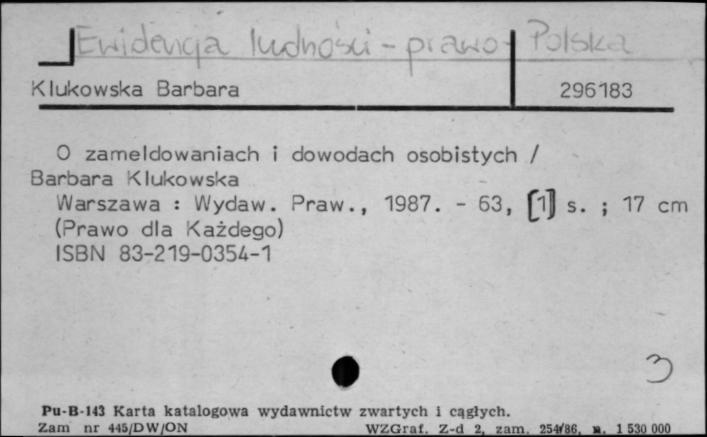 Ewidencja ludności - prawo - Polska
Klukowska Barbara 296183
O zameldowaniach i dowodach osobistych /
Barbara Klukowska
Warszawa : Wydaw. Praw., 1987. - 63, [1] s. ; 17 cm
(Prawo dla Każdego)
ISBN 83-219-0354-1
3
Pu-B-143 Karta katalogowa wydawnictw zwartych i ciągłych.
Zam nr 445/DW/ON WZGraf. Z-d 2, zam. 254/86, n. 1 530 000